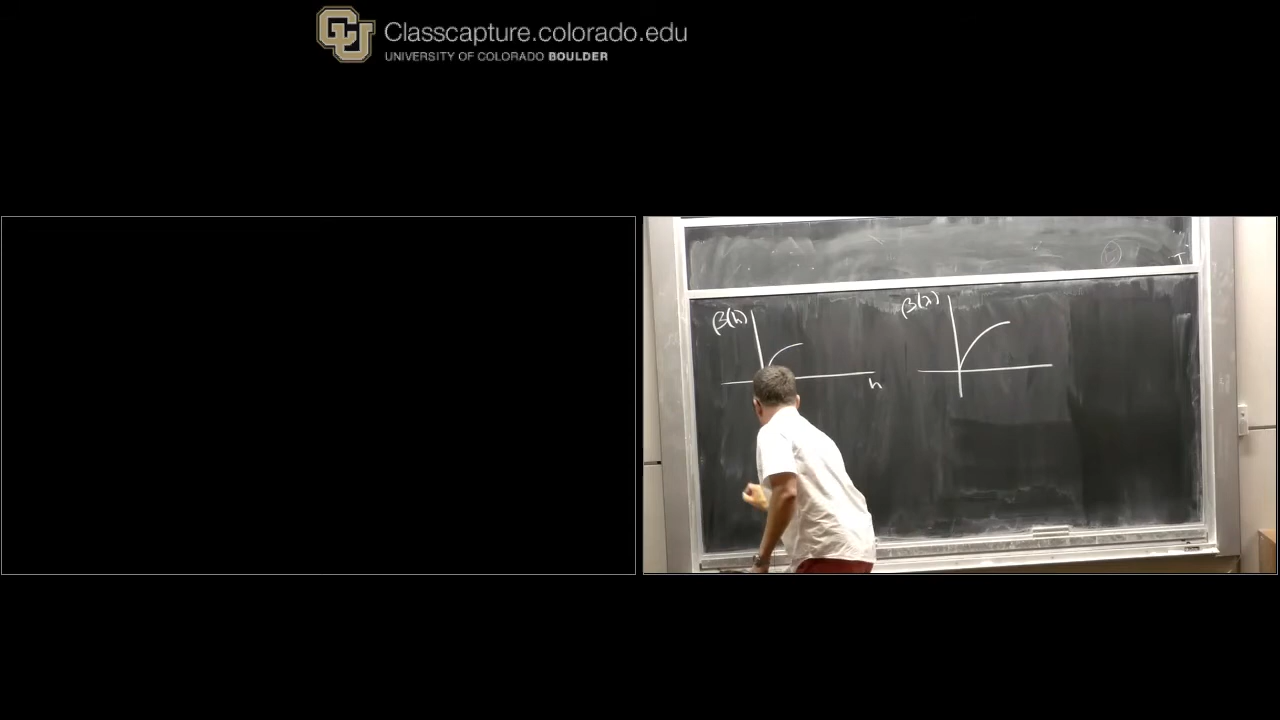 Classcapture.colorado.edu
UNIVERSITY OF COLORADO BOULDER
β(h)
β(λ)
h